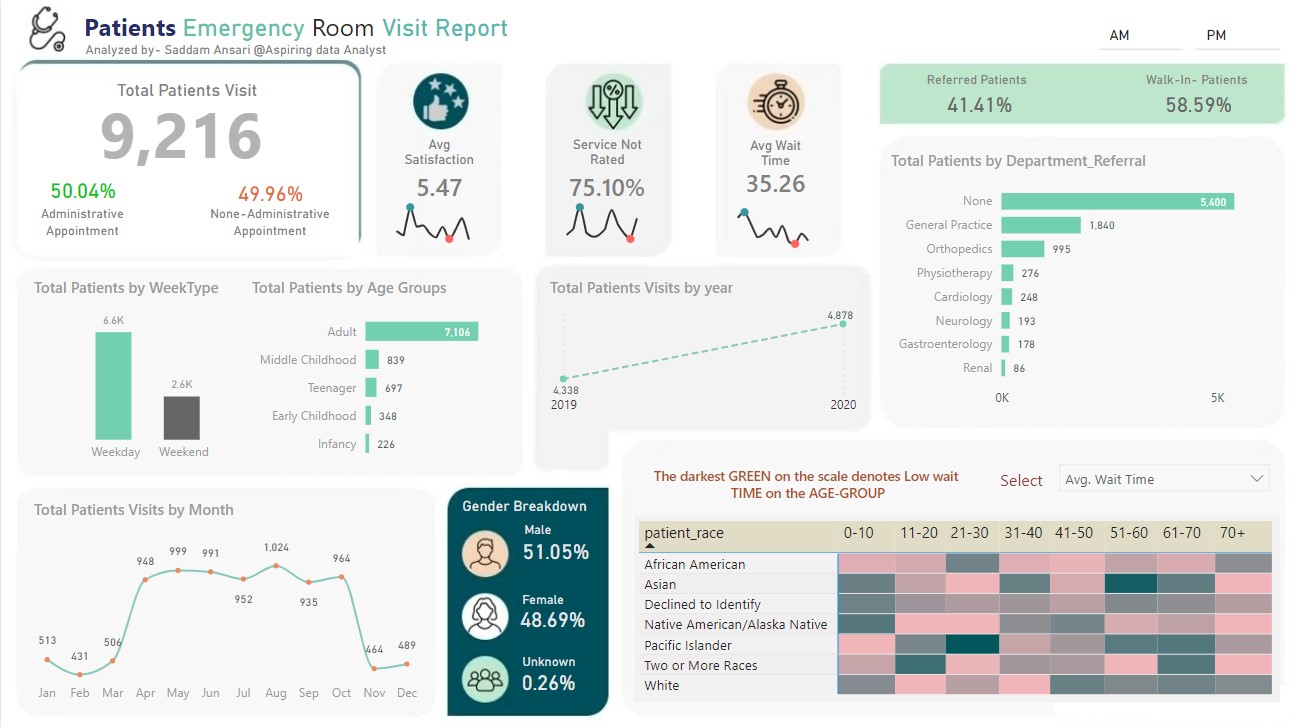 Patients Emergency Room Visit Report
Analyzed by- Saddam Ansari @Aspiring data Analyst
AM
PM
Total Patients Visit
9,216
50.04%
Administrative
Appointment
49.96%
None-Administrative
Appointment
Avg
Satisfaction
5.47
Service Not
Rated
75.10%
Avg Wait
Time
35.26
Referred Patients
41.41%
Walk-In- Patients
58.59%
Total Patients by Department_Referral
None 5,400
General Practice 1,840
Orthopedics 995
Physiotherapy 276
Cardiology 248
Neurology 193
Gastroenterology 178
Renal 86
0K 5K
Total Patients by WeekType
6.6K
2.6K
Weekday Weekend
Total Patients by Age Groups
Adult 7,106
Middle Childhood 839
Teenager 697
Early Childhood 348
Infancy 226
Total Patients Visits by year
4,878
4,338
2019 2020
Total Patients Visits by Month
513 431 506 948 999 991 952 1,024 935 964 464 489
Jan Feb Mar Apr May Jun Jul Aug Sep Oct Nov Dec
Gender Breakdown
Male
51.05%
Female
48.69%
Unknown
0.26%
The darkest GREEN on the scale denotes Low wait
TIME on the AGE-GROUP
Select
Avg. Wait Time
patient_race 0-10 11-20 21-30 31-40 41-50 51-60 61-70 70+
African American
Asian
Declined to Identify
Native American/Alaska Native
Pacific Islander
Two or More Races
White